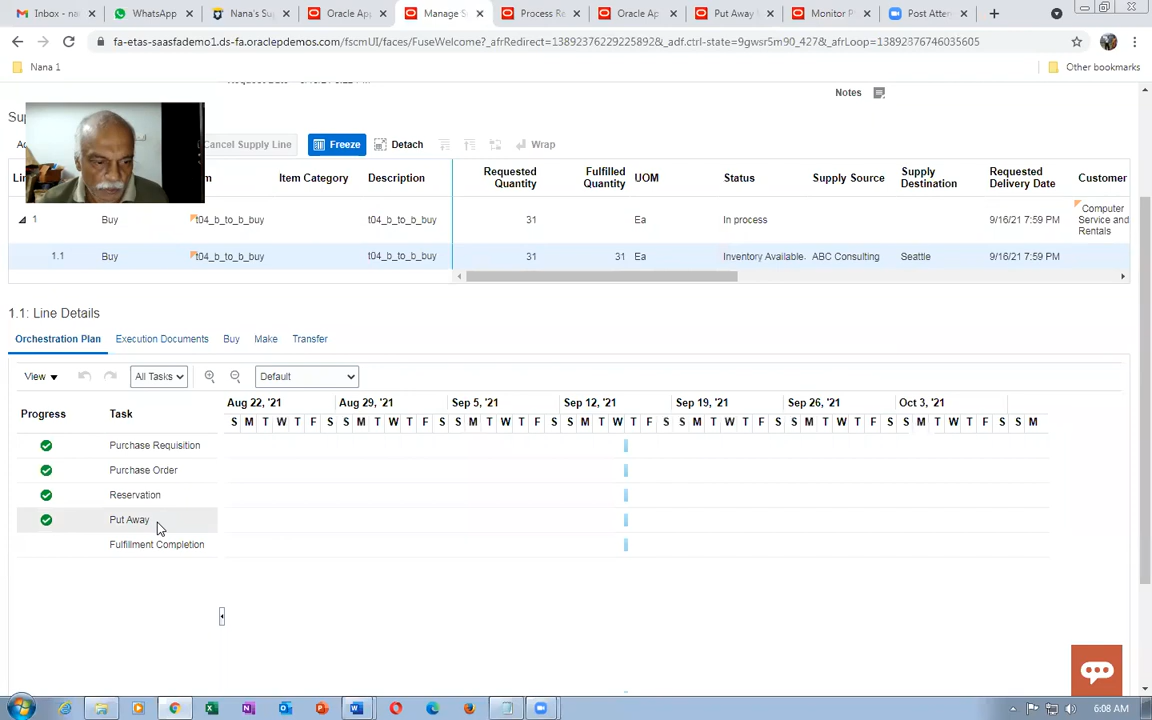 Inbox - na
WhatsApp
Nana's Su
Oracle Ap
Manage S
Process Re
Oracle Ap
Put Away
Monitor P
Post Atten
fa-etas-saasfademo1.ds-fa.oraclepdemos.com/fscmUI/faces/FuseWelcome?_afrRedirect=138923762292589​2&_adf.ctrl-state=9gwsr5m90_427&_afrLoop=13892376746035605
Nana 1
Other bookmarks
Notes
Cancel Supply Line
Freeze
Detach
Wrap
Item Category Description Requested Quantity Fulfilled Quantity UOM Status Supply Source Supply Destination Requested Delivery Date Customer
1 Buy t04_b_to_b_buy t04_b_to_b_buy 31 Ea In process 9/16/21 7:59 PM Computer Service and Rentals
1.1 Buy t04_b_to_b_buy t04_b_to_b_buy 31 31 Ea Inventory Available. ABC Consulting Seattle 9/16/21 7:59 PM
1.1: Line Details
Orchestration Plan Execution Documents Buy Make Transfer
View All Tasks Default
Aug 22, '21 Aug 29, '21 Sep 5, '21 Sep 12, '21 Sep 19, '21 Sep 26, '21 Oct 3, '21
Progress Task
S M T W T F S S M T W T F S S M T W T F S S M T W T F S S M T W T F S S M T W T F S S M T W T F S S M
Purchase Requisition
Purchase Order
Reservation
Put Away
Fulfillment Completion
6:08 AM